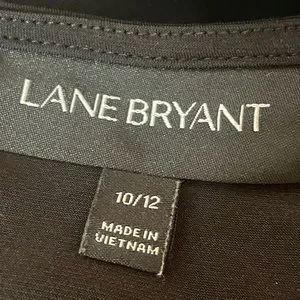 LANE BRYANT
10/12
MADE IN
VIETNAM